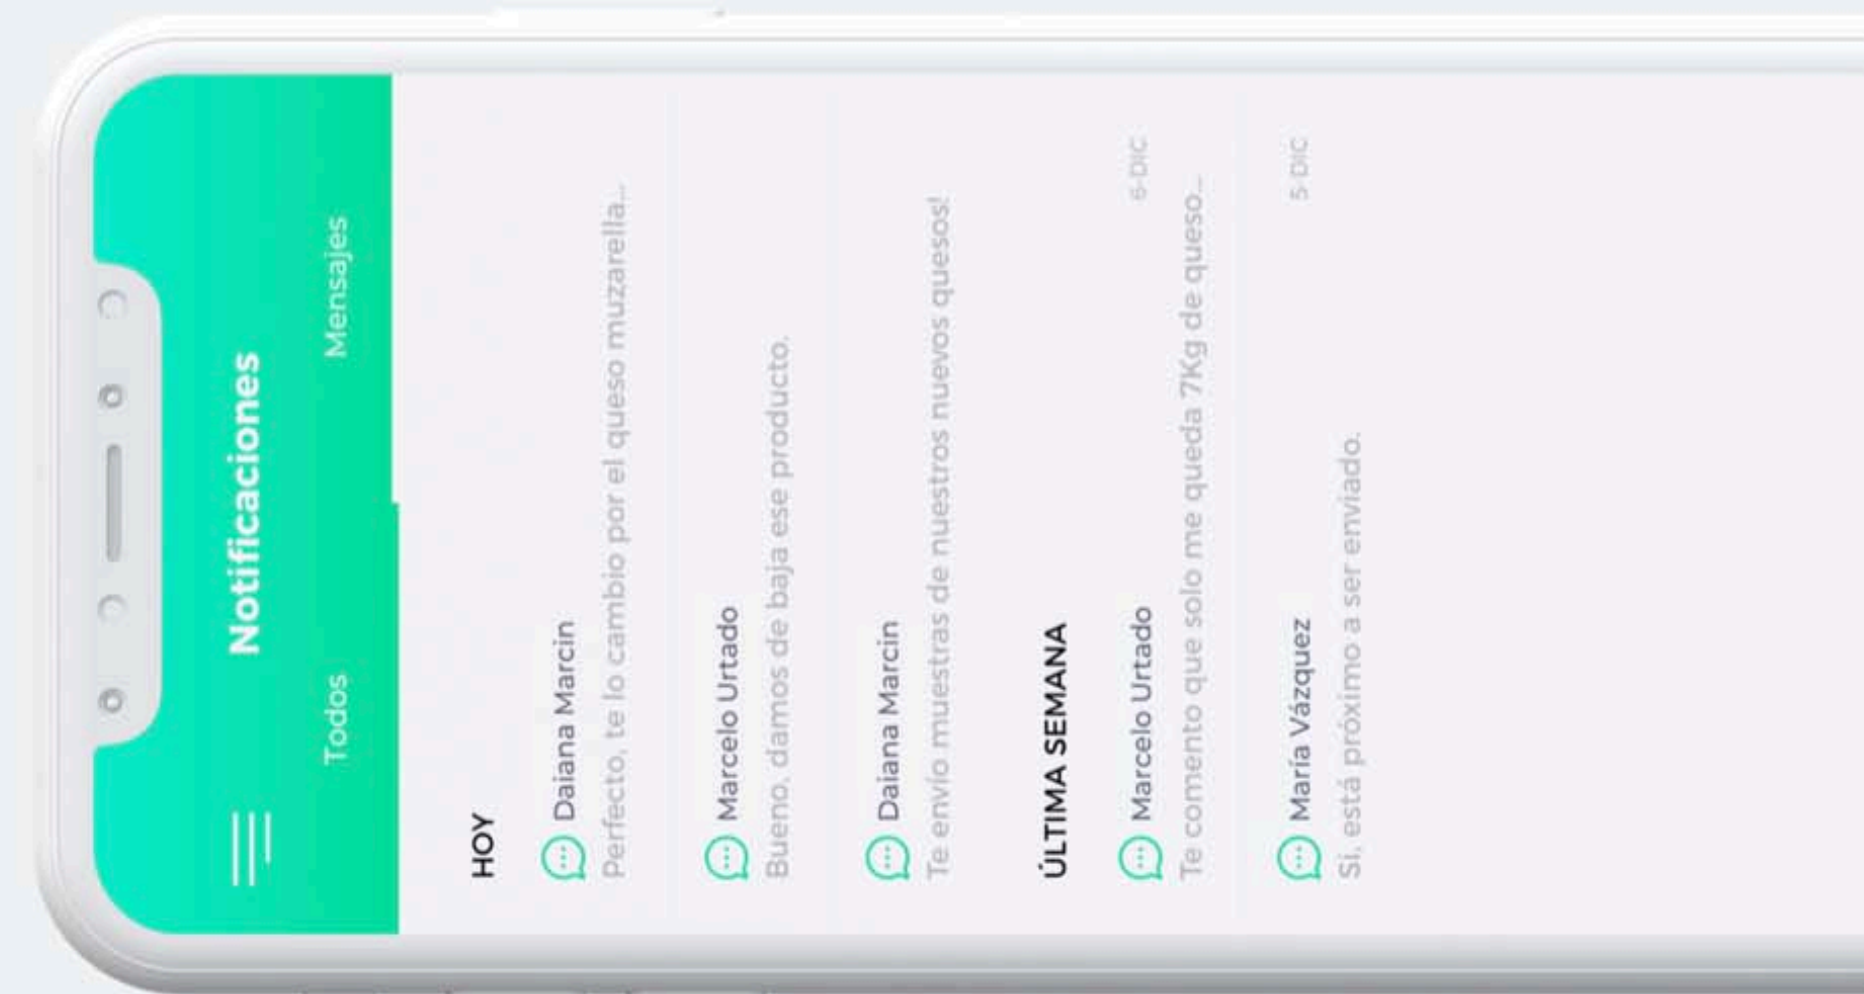 Notificaciones
Todos
Mensajes
HOY
Daiana Marcin
Perfecto, te lo cambio por el queso muzarella...
Marcelo Urtado
Bueno, damos de baja ese producto.
Daiana Marcin
Te envío muestras de nuestros nuevos quesos!
ÚLTIMA SEMANA
Marcelo Urtado
6-DIC
Te comento que solo me queda 7Kg de queso...
María Vázquez
5-DIC
Si, está próximo a ser enviado.